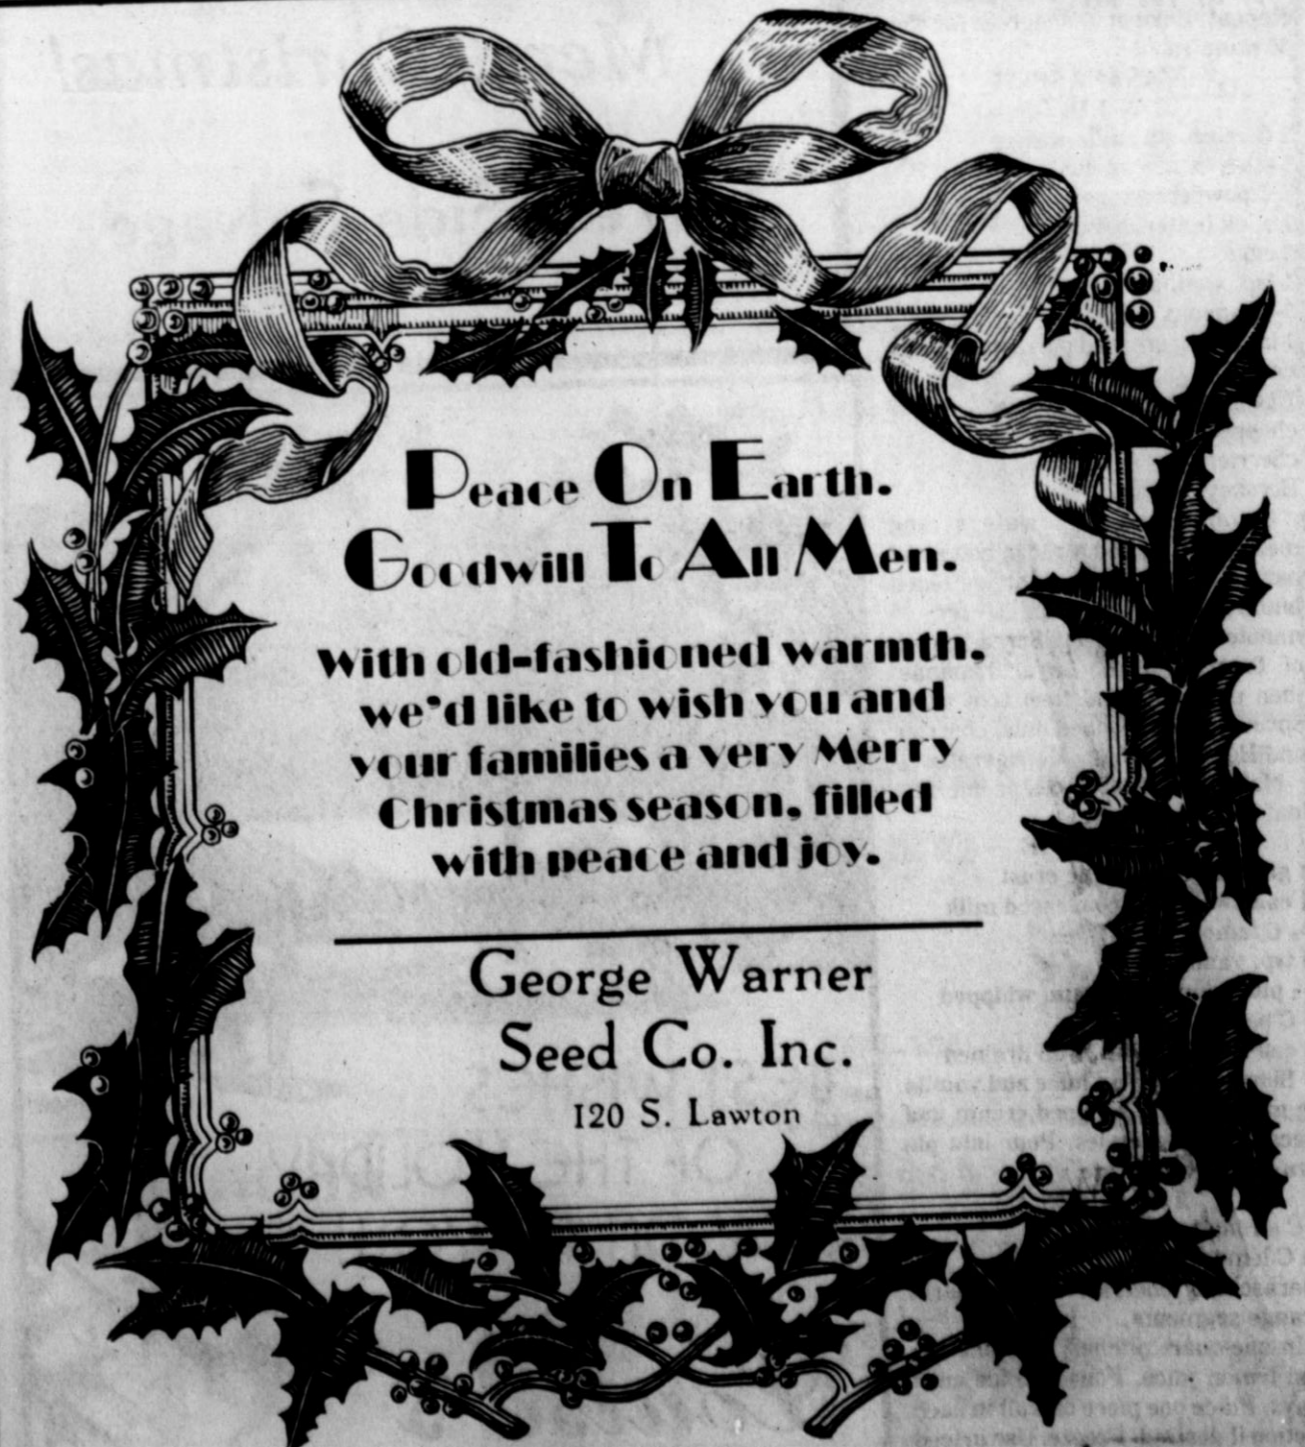 Peace On Earth.
Goodwill To All Men.
With old-fashioned warmth,
we'd like to wish you and
your families a very Merry
Christmas season, filled
with peace and joy.
George Warner
Seed Co. Inc.
120 S. Lawton